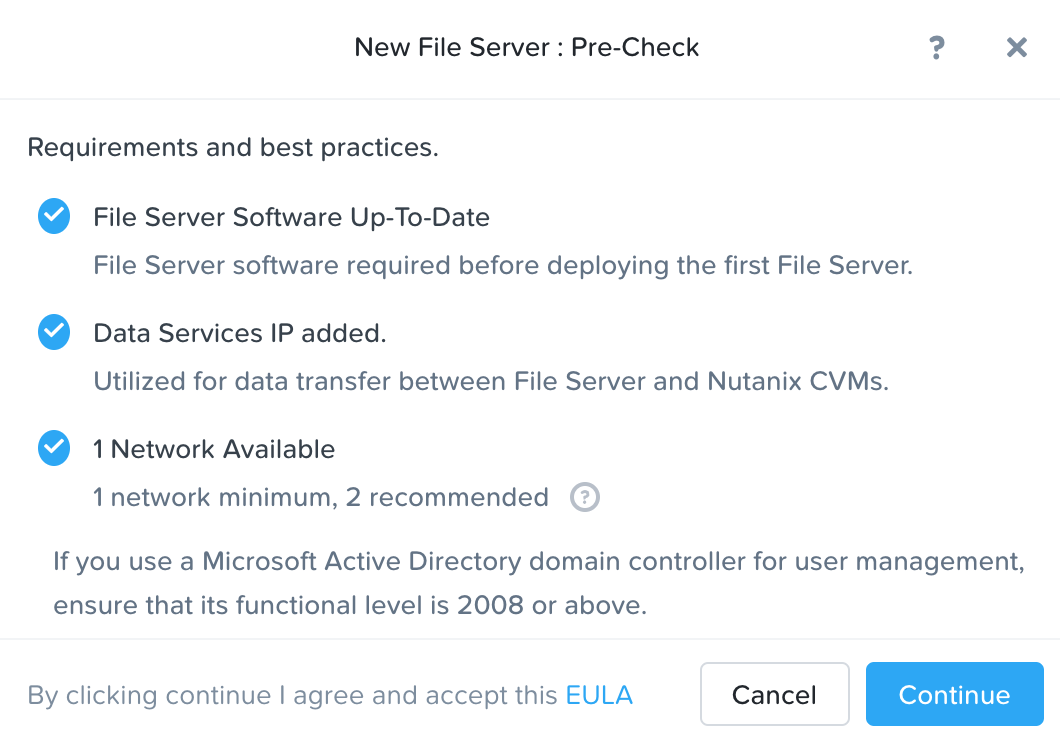 New File Server : Pre-Check
?
Requirements and best practices.
File Server Software Up-To-Date
File Server software required before deploying the first File Server.
Data Services IP added.
Utilized for data transfer between File Server and Nutanix CVMs.
1 Network Available
1 network minimum, 2 recommended ?
If you use a Microsoft Active Directory domain controller for user management,
ensure that its functional level is 2008 or above.
By clicking continue I agree and accept this EULA
Cancel
Continue